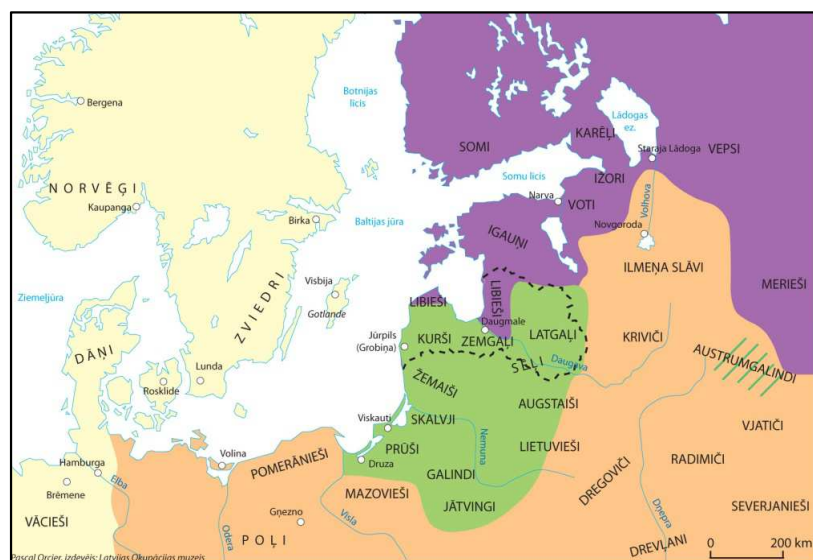 Botnijas
līcis
Lādogas
ez.
Bergena
KARĒĻI
SOMI
Staraja Lādoga
VEPSI
Somu līcis
IZORI
NORVĒĢI
Narva
VOTI
Volhova
Kaupanga
Birka
Baltijas jūra
IGAUŅI
Novgoroda
ILMEŅA SLĀVI
MERIEŠI
Ziemeļjūra
Visbija
Gotlande
ZVIEDRI
LIBIEŠI
LIBIEŠI
Daugmale
LATGAĻI
KRIVIČI
DĀŅI
Jūrpils
(Grobiņa)
KURŠI
ZEMGAĻI
SEĻI
Daugava
AUSTRUMGALINDI
Lunda
Rosklide
ŽEMAIŠI
AUGSTAIŠI
Viskauti
SKALVJI
VJATIČI
PRŪŠI
Nemuna
LIETUVIEŠI
RADIMIČI
Hamburga
Volina
POMERĀNIEŠI
Druza
GALINDI
DREGOVIČI
Brēmene
Elba
MAZOVIEŠI
JĀTVINGI
Dņepra
SEVERJANIEŠI
VĀCIEŠI
Odera
Gņezno
POĻI
Visla
DREVĻANI
0 200 km
Pascal Orcier, izdevējs: Latvijas Okupācijas muzejs